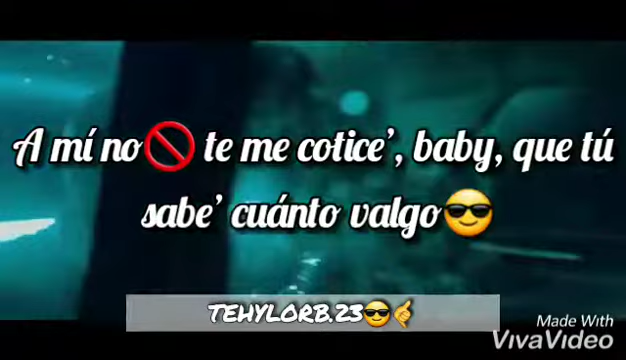 A mí no🚫 te me cotice', baby, que tú
sabe' cuánto valgo😎
TEHYLORB.23😎🤙
Made With
VivaVideo